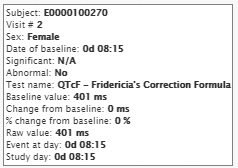 Subject: E0000100270
Visit # 2
Sex: Female
Date of baseline: 0d 08:15
Significant: N/A
Abnormal: No
Test name: QTcF – Fridericia's Correction Formula
Baseline value: 401 ms
Change from baseline: 0 ms
% change from baseline: 0 %
Raw value: 401 ms
Event at day: 0d 08:15
Study day: 0d 08:15